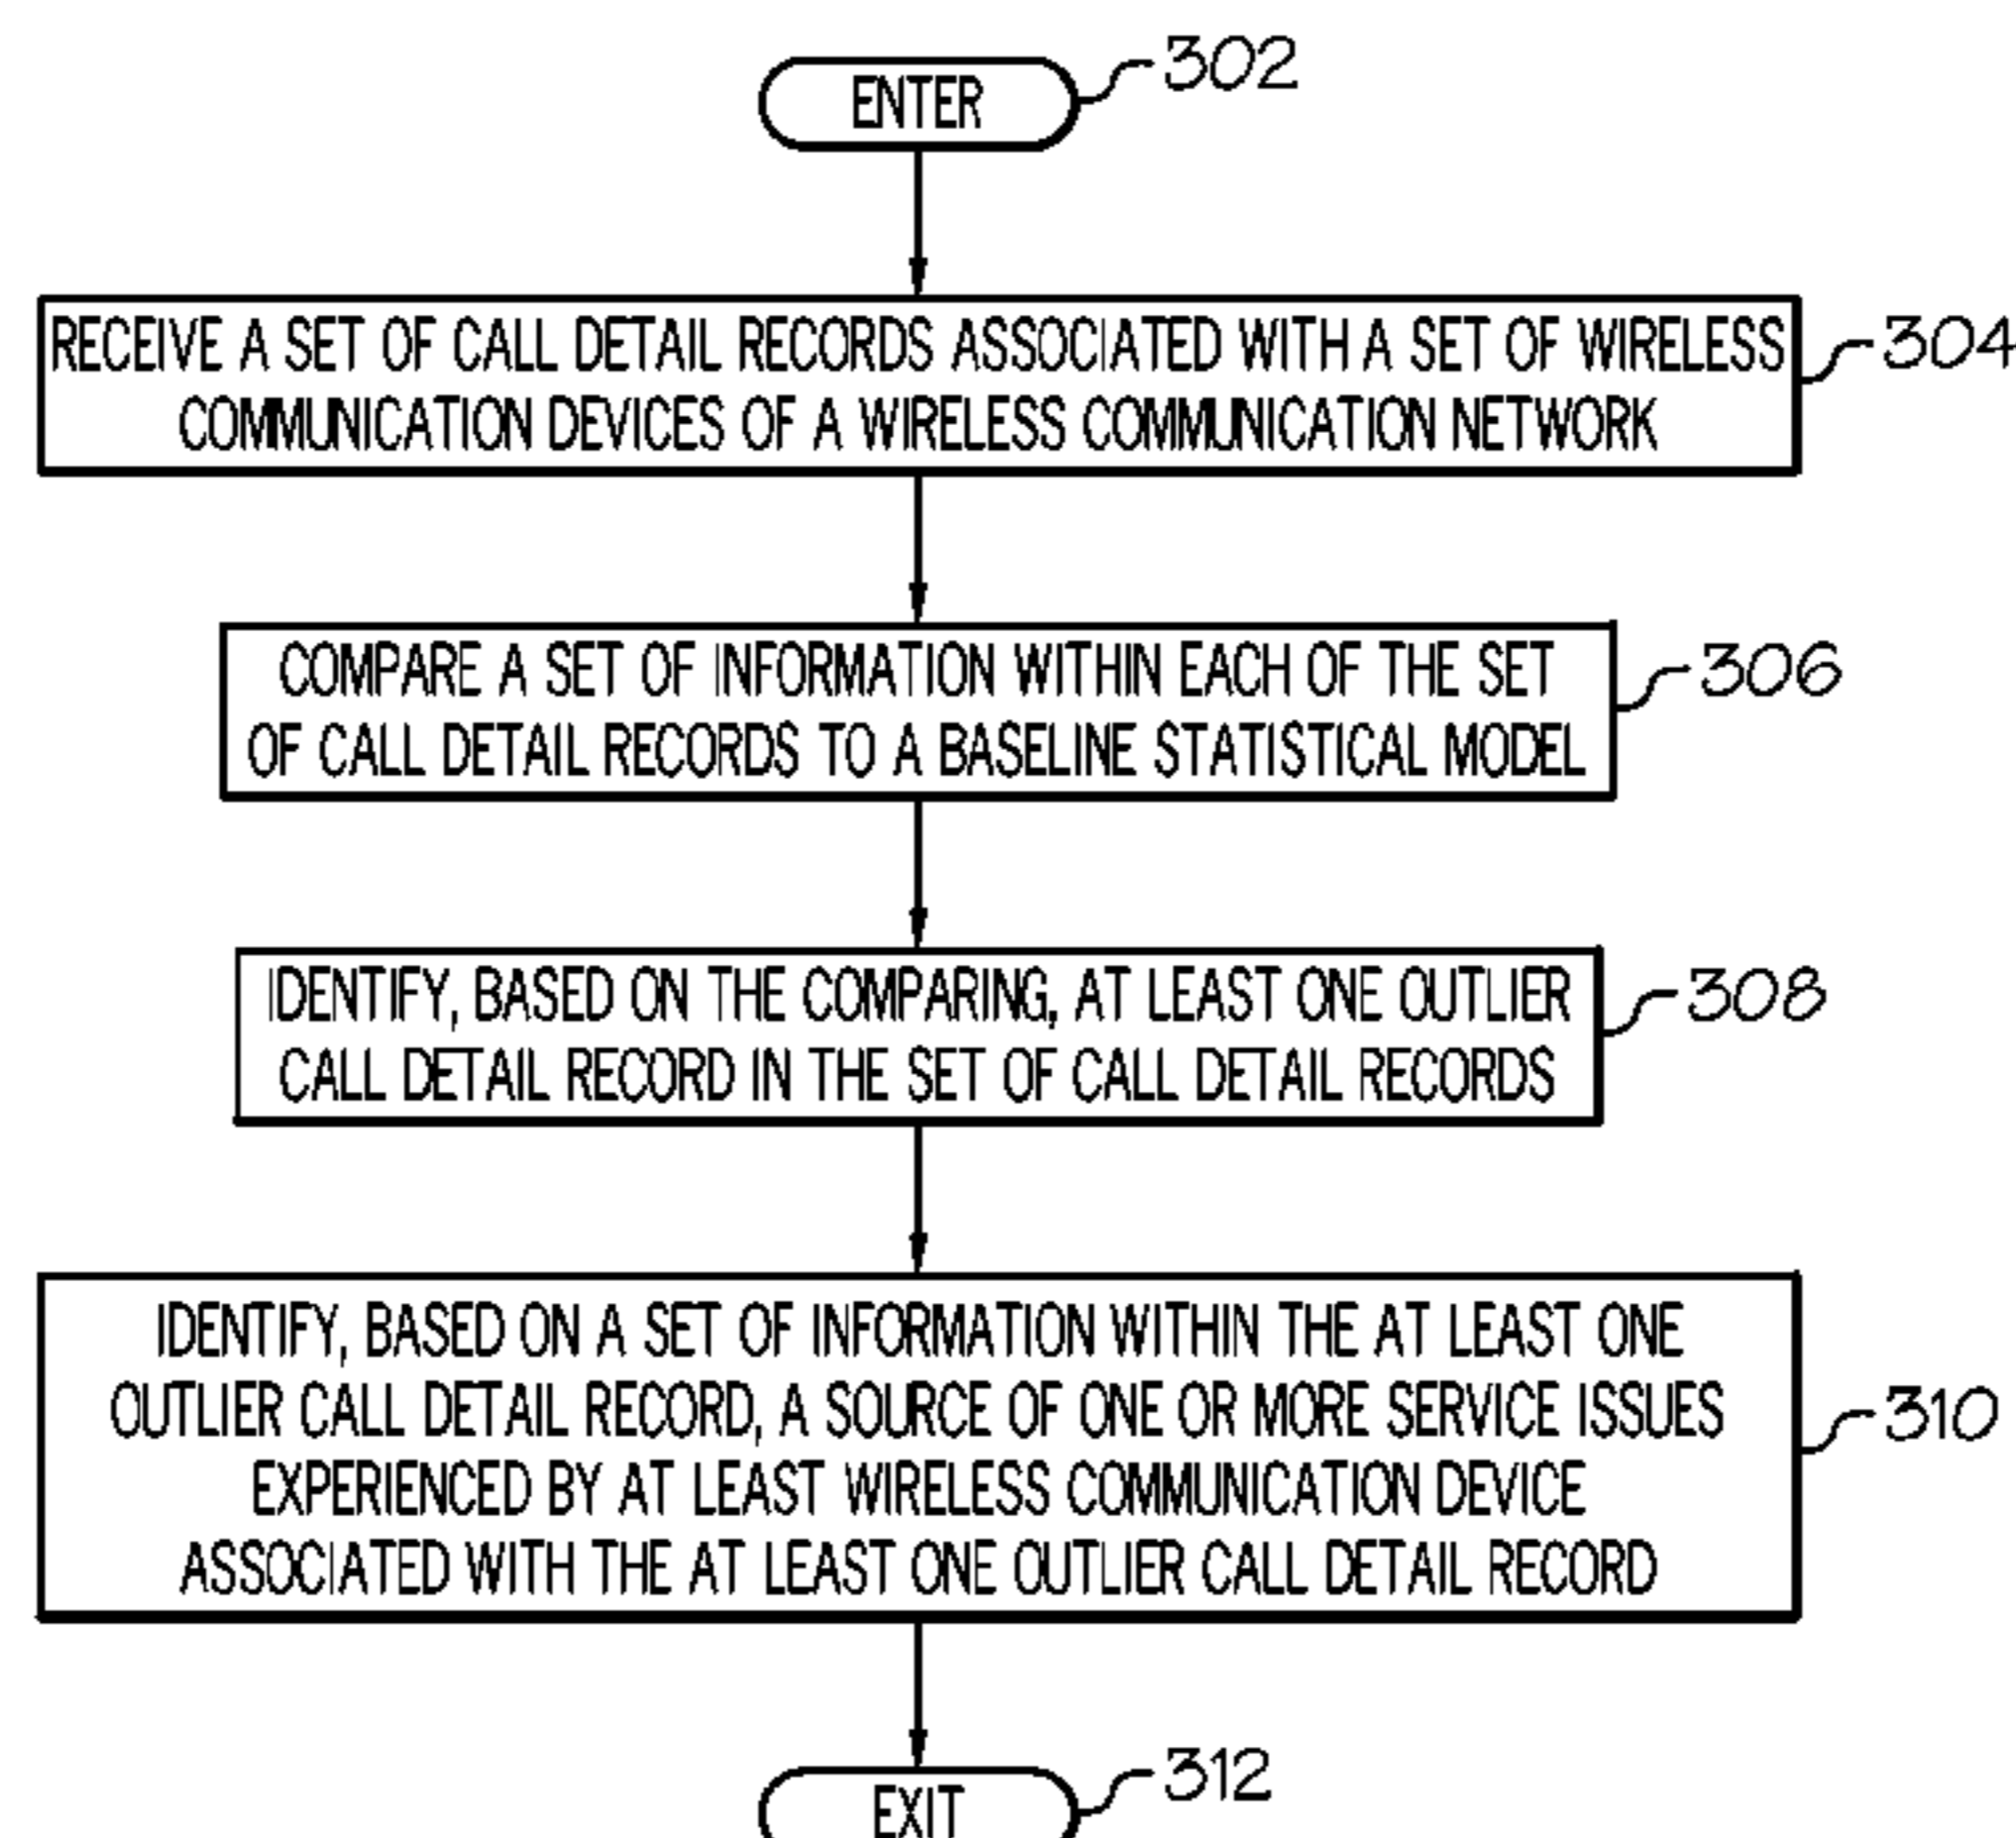 ENTER
302
RECEIVE A SET OF CALL DETAIL RECORDS ASSOCIATED WITH A SET OF WIRELESS
COMMUNICATION DEVICES OF A WIRELESS COMMUNICATION NETWORK
304
COMPARE A SET OF INFORMATION WITHIN EACH OF THE SET
OF CALL DETAIL RECORDS TO A BASELINE STATISTICAL MODEL
306
IDENTIFY, BASED ON THE COMPARING, AT LEAST ONE OUTLIER
CALL DETAIL RECORD IN THE SET OF CALL DETAIL RECORDS
308
IDENTIFY, BASED ON A SET OF INFORMATION WITHIN THE AT LEAST ONE
OUTLIER CALL DETAIL RECORD, A SOURCE OF ONE OR MORE SERVICE ISSUES
EXPERIENCED BY AT LEAST WIRELESS COMMUNICATION DEVICE
ASSOCIATED WITH THE AT LEAST ONE OUTLIER CALL DETAIL RECORD
310
EXIT
312